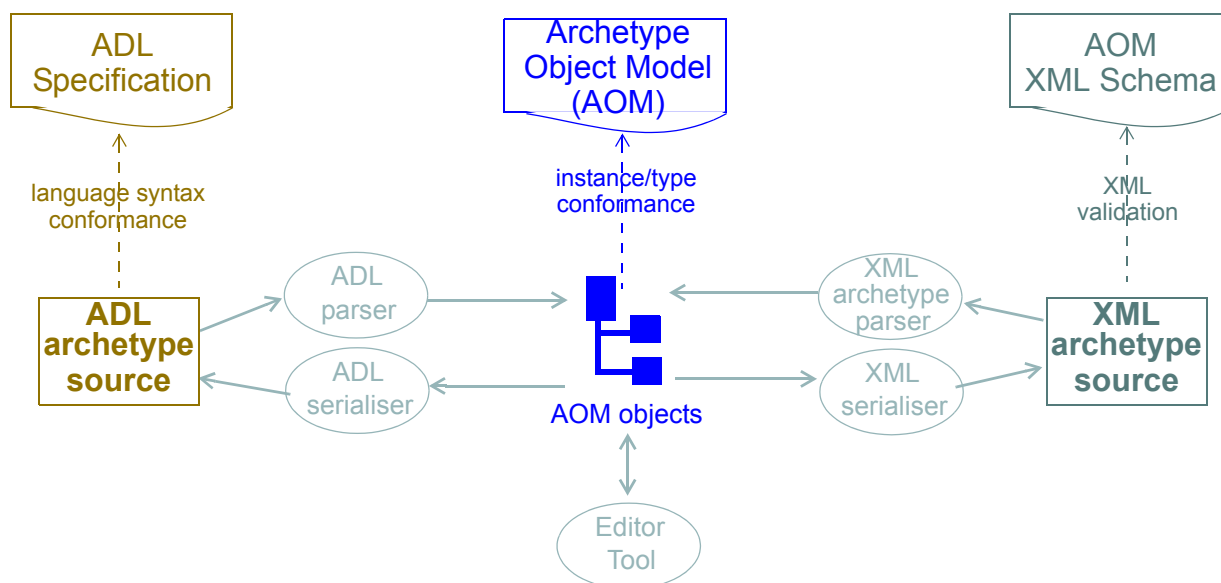 ADL
Specification
Archetype
Object Model
(AOM)
AOM
XML Schema
language syntax
conformance
instance/type
conformance
XML
validation
ADL
parser
XML
archetype
parser
ADL
archetype
source
XML
archetype
source
ADL
serialiser
XML
serialiser
AOM objects
Editor
Tool